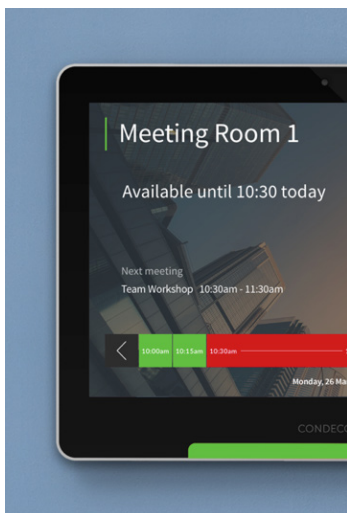 Meeting Room 1
Available until 10:30 today
Next meeting
Team Workshop 10:30am - 11:30am
10:00am 10:15am 10:30am
Monday, 26
CONDECO